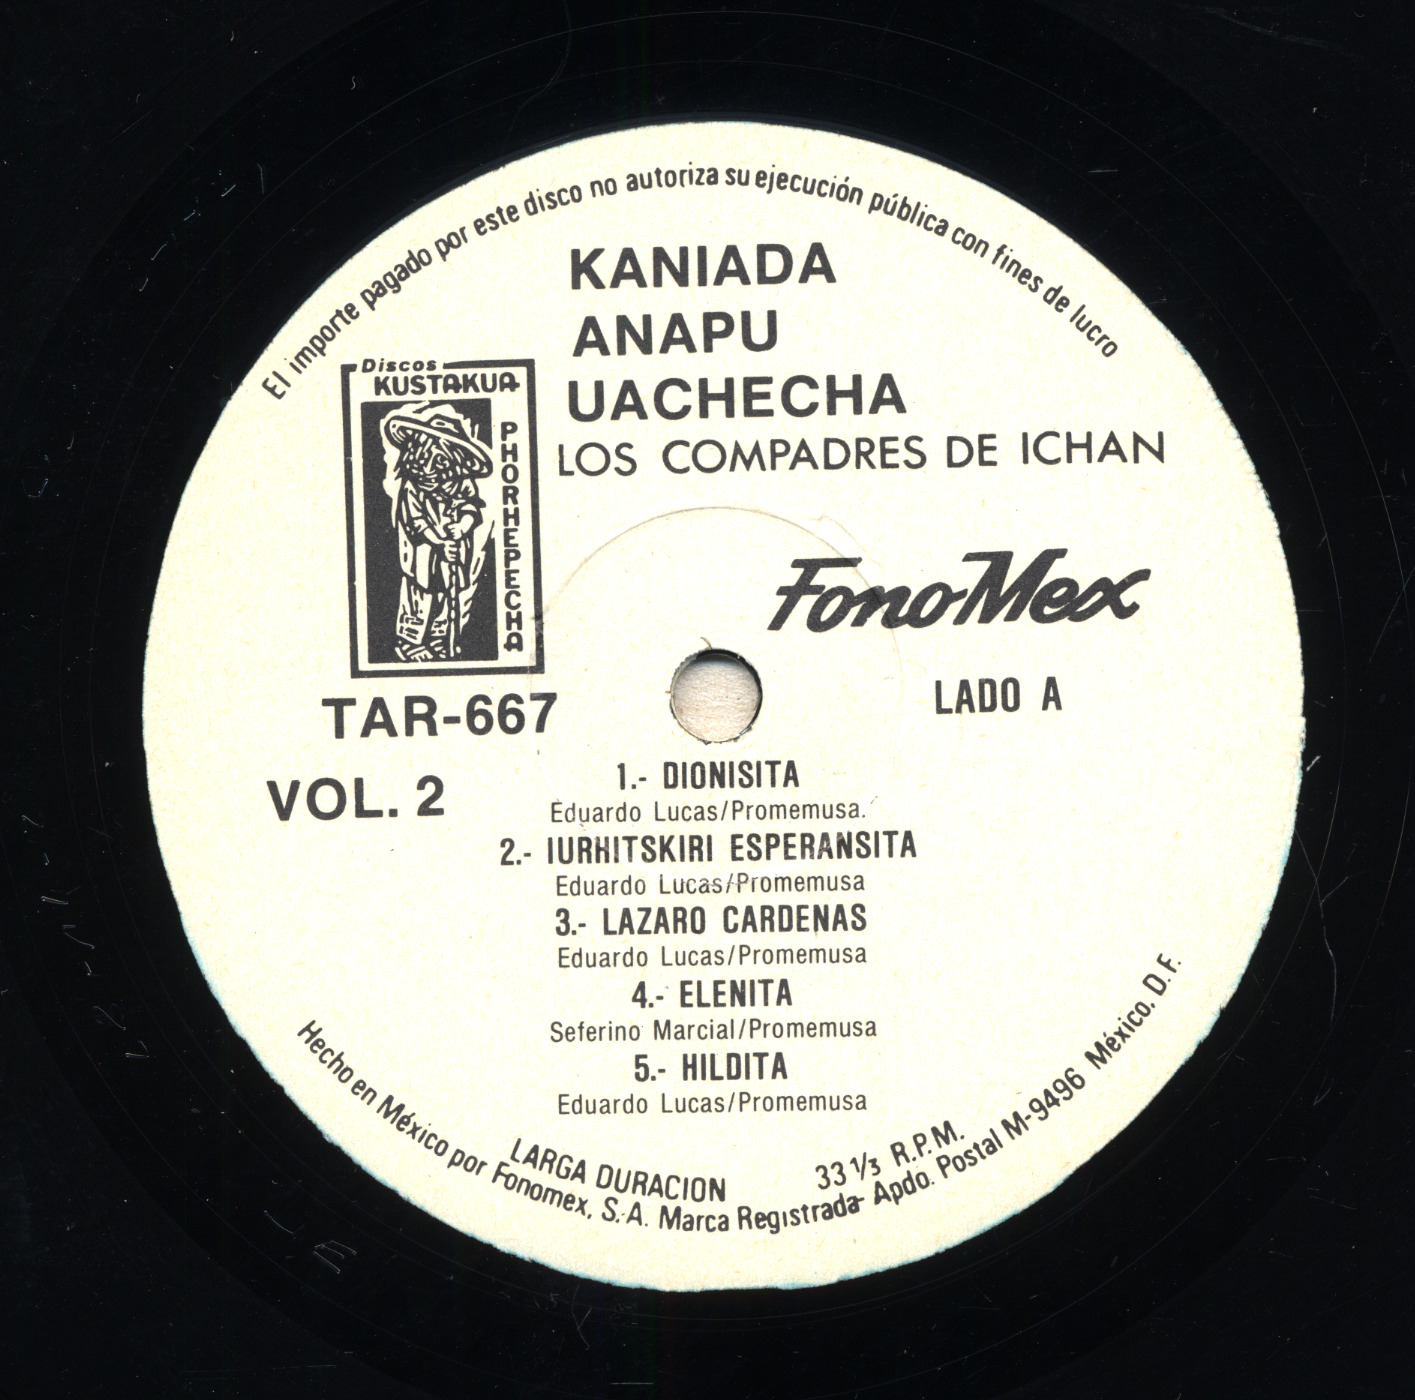 El importe pagado por este disco no autoriza su ejecución pública con fines de lucro
KANIADA
ANAPU
UACHECHA
LOS COMPADRES DE ICHAN
Discos
KUSTAKUA
PHORHEPECHA
FonoMex
TAR-667
LADO A
VOL. 2
1.- DIONISITA
Eduardo Lucas/Promemusa.
2.- IURHITSKIRI ESPERANSITA
Eduardo Lucas/Promemusa
3.- LAZARO CARDENAS
Eduardo Lucas/Promemusa
4.- ELENITA
Seferino Marcial/Promemusa
5.- HILDITA
Eduardo Lucas/Promemusa
LARGA DURACION 33 1/3 R.P.M.
Hecho en México por Fonomex, S.A. Marca Registrada- Apdo. Postal M-9496 México, D.F.